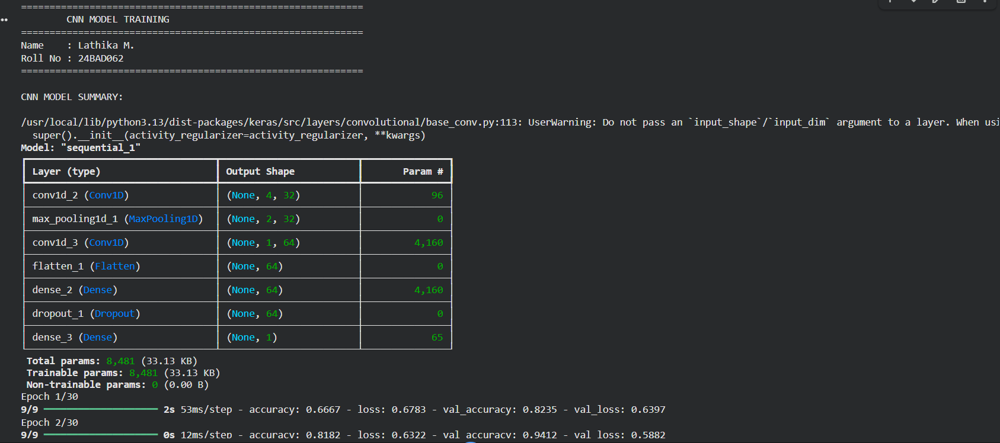 ============================================================
CNN MODEL TRAINING
============================================================
Name    : Lathika M.
Roll No : 24BAD062
============================================================
CNN MODEL SUMMARY:
/usr/local/lib/python3.13/dist-packages/keras/src/layers/convolutional/base_conv.py:113: UserWarning: Do not pass an `input_shape`/`input_dim` argument to a layer. When usi
super().__init__(activity_regularizer=activity_regularizer, **kwargs)
Model: "sequential_1"
Layer (type) Output Shape Param #
conv1d_2 (Conv1D) (None, 4, 32) 96
max_pooling1d_1 (MaxPooling1D) (None, 2, 32) 0
conv1d_3 (Conv1D) (None, 1, 64) 4,160
flatten_1 (Flatten) (None, 64) 0
dense_2 (Dense) (None, 64) 4,160
dropout_1 (Dropout) (None, 64) 0
dense_3 (Dense) (None, 1) 65
Total params: 8,481 (33.13 KB)
Trainable params: 8,481 (33.13 KB)
Non-trainable params: 0 (0.00 B)
Epoch 1/30
9/9 2s 53ms/step - accuracy: 0.6667 - loss: 0.6783 - val_accuracy: 0.8235 - val_loss: 0.6397
Epoch 2/30
9/9 0s 12ms/step - accuracy: 0.8182 - loss: 0.6322 - val_accuracy: 0.9412 - val_loss: 0.5882